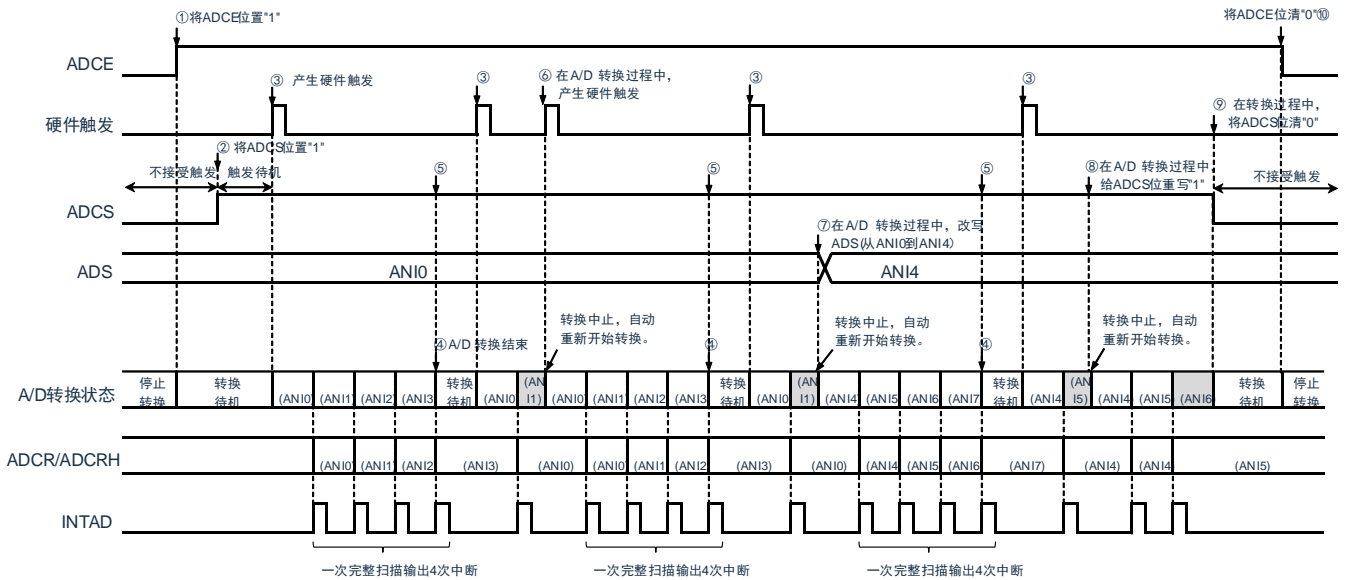 ①将ADCE位置"1"
将ADCE位清"0"⑩
ADCE
③ 产生硬件触发
③
⑥ 在A/D 转换过程中,
产生硬件触发
③
③
⑨ 在转换过程中,
将ADCS位清"0"
硬件触发
② 将ADCS位置"1"
不接受触发
触发待机
⑤
⑤
⑤
⑧在A/D 转换过程中
给ADCS位重写"1"
不接受触发
ADCS
⑦在A/D 转换过程中，改写
ADS(从ANI0到ANI4)
ADS
ANI0
ANI4
④A/D 转换结束
转换中止，自动
重新开始转换。
④
转换中止，自动
重新开始转换。
④
转换中止，自动
重新开始转换。
A/D转换状态
停止
转换
转换
待机
(ANI0)
(ANI1)
(ANI2)
(ANI3
转换
待机
(ANI0
(AN
I1)
(ANI0)
(ANI1)
(ANI2
(ANI3
转换
待机
(ANI0
(AN
I1)
(ANI4)
(ANI5
(ANI6
(ANI7
转换
待机
(ANI4
(AN
I5)
(ANI4
(ANI5
(ANI6
转换
待机
停止
转换
ADCR/ADCRH
(ANI0)
(ANI1)
(ANI2
(ANI3)
(ANI0)
(ANI0)
(ANI1
(ANI2
(ANI3)
(ANI0)
(ANI4
(ANI5
(ANI6
(ANI7)
(ANI4)
(ANI4
(ANI5)
INTAD
一次完整扫描输出4次中断
一次完整扫描输出4次中断
一次完整扫描输出4次中断